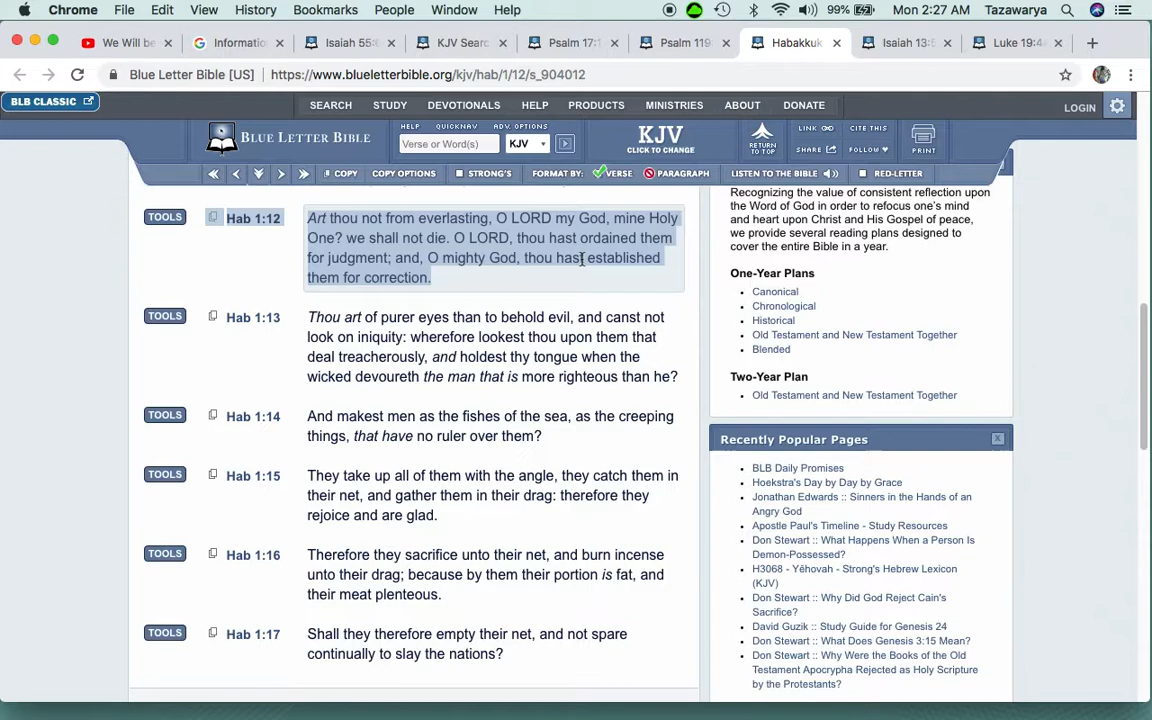 Chrome File Edit View History Bookmarks People Window Help 99% Mon 2:27 AM Tazawarya
We Will be
Informatio
Isaiah 55:6
KJV Searc
Psalm 17:1
Psalm 119
Habakkuk
Isaiah 13:5
Luke 19:4
Blue Letter Bible [US] https://www.blueletterbible.org/kjv/hab/1/12/s_904012
BLB CLASSIC
SEARCH STUDY DEVOTIONALS HELP PRODUCTS MINISTRIES ABOUT DONATE LOGIN
BLUE LETTER BIBLE
HELP QUICKNAV ADV. OPTIONS
Verse or Word(s) KJV
KJV
CLICK TO CHANGE
RETURN
TO TOP
LINK CITE THIS
SHARE FOLLOW
PRINT
COPY COPY OPTIONS STRONG'S FORMAT BY: VERSE PARAGRAPH LISTEN TO THE BIBLE RED-LETTER
TOOLS Hab 1:12 Art thou not from everlasting, O LORD my God, mine Holy
One? we shall not die. O LORD, thou hast ordained them
for judgment; and, O mighty God, thou hast established
them for correction.
TOOLS Hab 1:13 Thou art of purer eyes than to behold evil, and canst not
look on iniquity: wherefore lookest thou upon them that
deal treacherously, and holdest thy tongue when the
wicked devoureth the man that is more righteous than he?
TOOLS Hab 1:14 And makest men as the fishes of the sea, as the creeping
things, that have no ruler over them?
TOOLS Hab 1:15 They take up all of them with the angle, they catch them in
their net, and gather them in their drag: therefore they
rejoice and are glad.
TOOLS Hab 1:16 Therefore they sacrifice unto their net, and burn incense
unto their drag; because by them their portion is fat, and
their meat plenteous.
TOOLS Hab 1:17 Shall they therefore empty their net, and not spare
continually to slay the nations?
Recognizing the value of consistent reflection upon
the Word of God in order to refocus one's mind
and heart upon Christ and His Gospel of peace,
we provide several reading plans designed to
cover the entire Bible in a year.
One-Year Plans
Canonical
Chronological
Historical
Old Testament and New Testament Together
Blended
Two-Year Plan
Old Testament and New Testament Together
Recently Popular Pages
BLB Daily Promises
Hoekstra's Day by Day by Grace
Jonathan Edwards :: Sinners in the Hands of an
Angry God
Apostle Paul's Timeline - Study Resources
Don Stewart :: What Happens When a Person Is
Demon-Possessed?
H3068 - Yĕhovah - Strong's Hebrew Lexicon
(KJV)
Don Stewart :: Why Did God Reject Cain's
Sacrifice?
David Guzik :: Study Guide for Genesis 24
Don Stewart :: What Does Genesis 3:15 Mean?
Don Stewart :: Why Were the Books of the Old
Testament Apocrypha Rejected as Holy Scripture
by the Protestants?